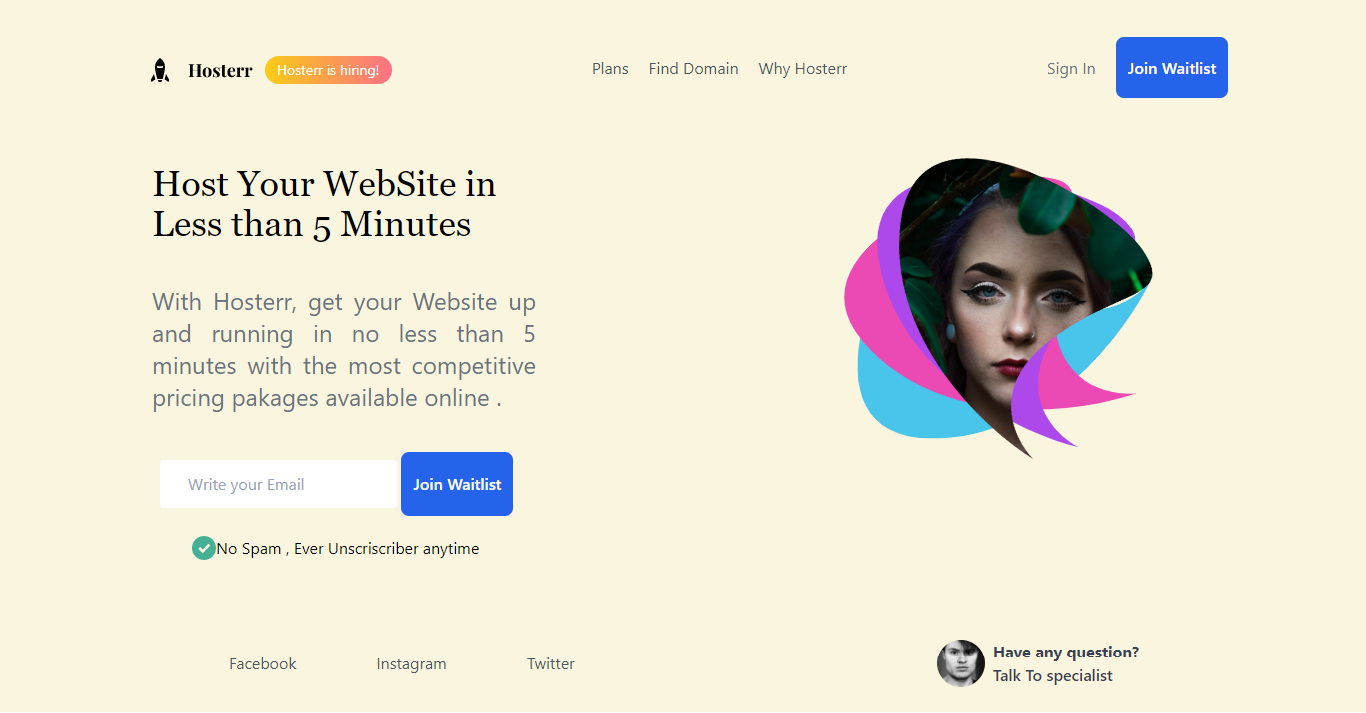 Hosterr Hosterr is hiring! Plans Find Domain Why Hosterr Sign In Join Waitlist
Host Your WebSite in
Less than 5 Minutes
With Hosterr, get your Website up
and running in no less than 5
minutes with the most competitive
pricing pakages available online .
Write your Email Join Waitlist
No Spam , Ever Unscriscriber anytime
Facebook Instagram Twitter
Have any question?
Talk To specialist